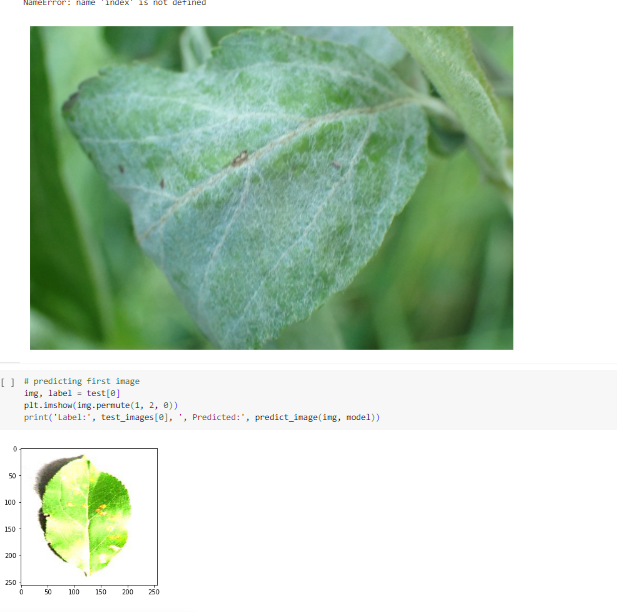 NameError: name 'index' is not defined
[ ] # predicting first image
img, label = test[0]
plt.imshow(img.permute(1, 2, 0))
print('Label:', test_images[0], ', Predicted:', predict_image(img, model))
0
50
100
150
200
250
0 50 100 150 200 250